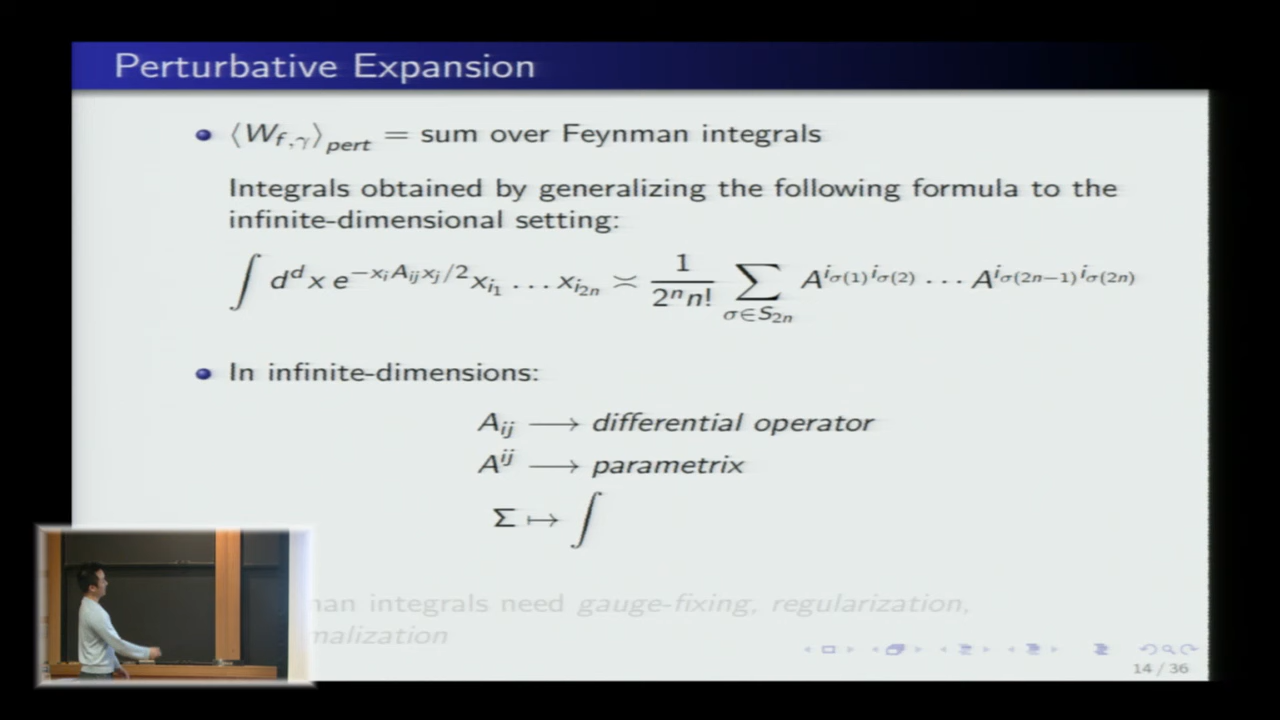 Perturbative Expansion
⟨W_{f,γ}⟩_{pert} = sum over Feynman integrals
Integrals obtained by generalizing the following formula to the
infinite-dimensional setting:
∫ d^d x e^{-x_i A_{ij} x_j/2} x_{i_1} ... x_{i_{2n}} ≍ \frac{1}{2^n n!} ∑_{σ∈S_{2n}} A^{i_{σ(1)} i_{σ(2)}} ... A^{i_{σ(2n−1)} i_{σ(2n)}}
In infinite-dimensions:
A_{ij} ⟶ differential operator
A^{ij} ⟶ parametrix
Σ ↦ ∫
integrals need gauge-fixing, regularization,
14 / 36